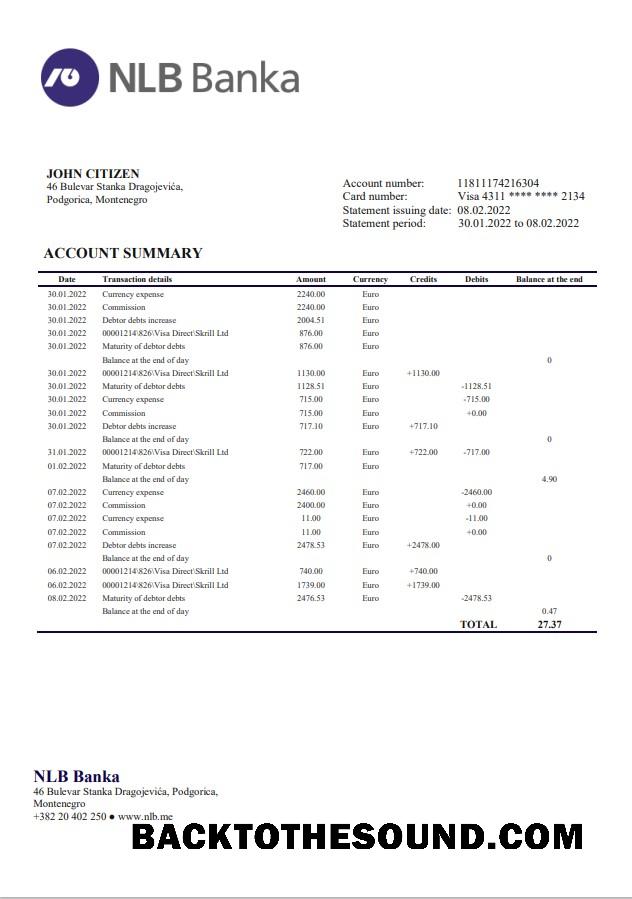 NLB Banka
JOHN CITIZEN
46 Bulevar Stanka Dragojevića,
Podgorica, Montenegro
Account number: 11811174216304
Card number: Visa 4311 **** **** 2134
Statement issuing date: 08.02.2022
Statement period: 30.01.2022 to 08.02.2022
ACCOUNT SUMMARY
Date Transaction details Amount Currency Credits Debits Balance at the end
30.01.2022 Currency expense 2240.00 Euro
30.01.2022 Commission 2240.00 Euro
30.01.2022 Debtor debts increase 2004.51 Euro
30.01.2022 00001214\826\Visa Direct\Skrill Ltd 876.00 Euro
30.01.2022 Maturity of debtor debts 876.00 Euro
Balance at the end of day 0
30.01.2022 00001214\826\Visa Direct\Skrill Ltd 1130.00 Euro +1130.00
30.01.2022 Maturity of debtor debts 1128.51 Euro -1128.51
30.01.2022 Currency expense 715.00 Euro -715.00
30.01.2022 Commission 715.00 Euro +0.00
30.01.2022 Debtor debts increase 717.10 Euro +717.10
Balance at the end of day 0
31.01.2022 00001214\826\Visa Direct\Skrill Ltd 722.00 Euro +722.00 -717.00
01.02.2022 Maturity of debtor debts 717.00 Euro
Balance at the end of day 4.90
07.02.2022 Currency expense 2460.00 Euro -2460.00
07.02.2022 Commission 2400.00 Euro +0.00
07.02.2022 Currency expense 11.00 Euro -11.00
07.02.2022 Commission 11.00 Euro +0.00
07.02.2022 Debtor debts increase 2478.53 Euro +2478.00
Balance at the end of day 0
06.02.2022 00001214\826\Visa Direct\Skrill Ltd 740.00 Euro +740.00
06.02.2022 00001214\826\Visa Direct\Skrill Ltd 1739.00 Euro +1739.00
08.02.2022 Maturity of debtor debts 2476.53 Euro -2478.53
Balance at the end of day 0.47
TOTAL 27.37
NLB Banka
46 Bulevar Stanka Dragojevića, Podgorica,
Montenegro
+382 20 402 250 ● www.nlb.me
BACKTOTHESOUND.COM